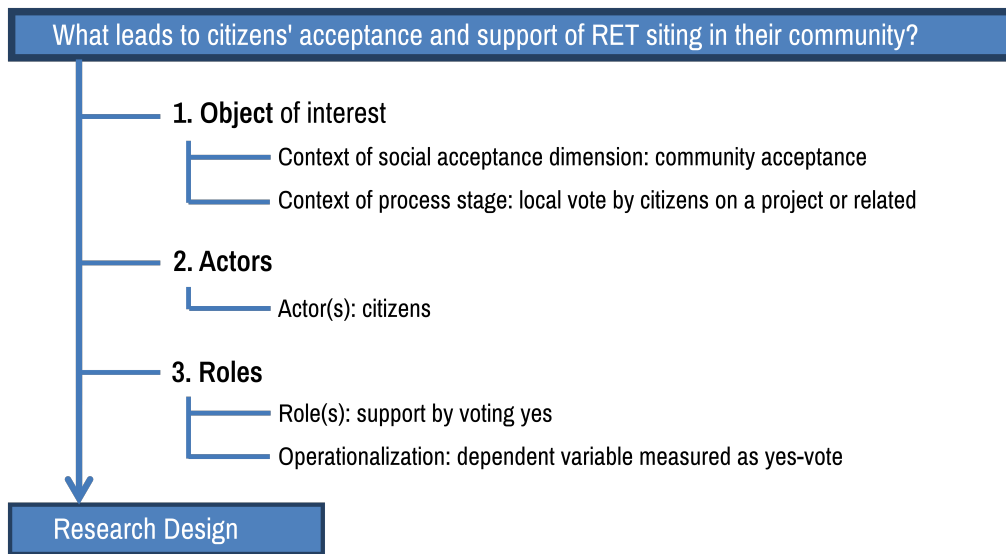 What leads to citizens' acceptance and support of RET siting in their community?
1. Object of interest
Context of social acceptance dimension: community acceptance
Context of process stage: local vote by citizens on a project or related
2. Actors
Actor(s): citizens
3. Roles
Role(s): support by voting yes
Operationalization: dependent variable measured as yes-vote
Research Design